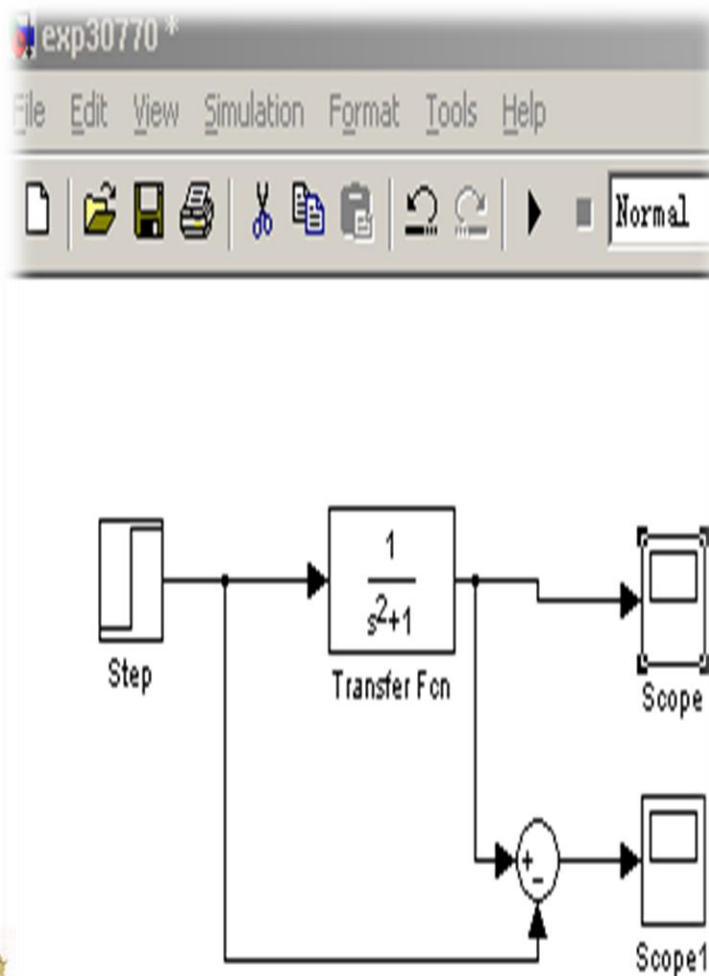 exp30770 *
File Edit View Simulation Format Tools Help
Normal
1
s²+1
Step
Transfer Fcn
Scope
+
−
Scope1